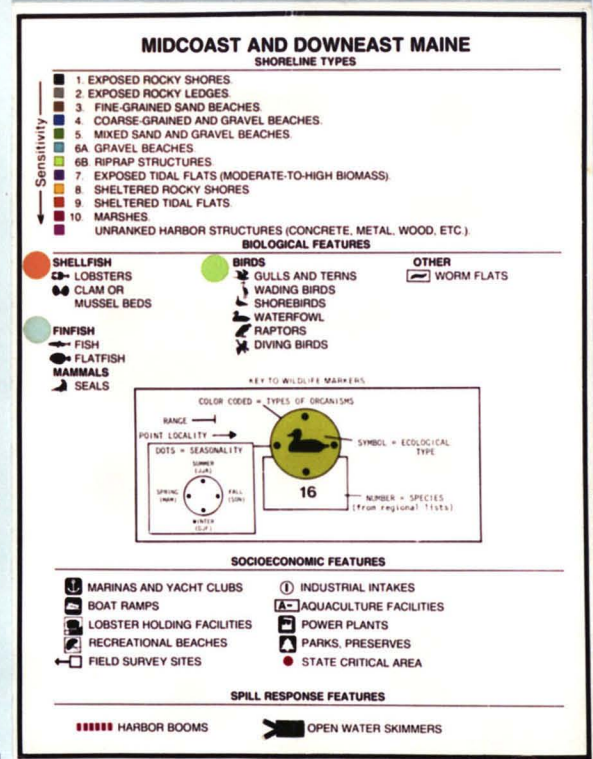 MIDCOAST AND DOWNEAST MAINE
SHORELINE TYPES
Sensitivity
1. EXPOSED ROCKY SHORES.
2. EXPOSED ROCKY LEDGES.
3. FINE-GRAINED SAND BEACHES.
4. COARSE-GRAINED AND GRAVEL BEACHES.
5. MIXED SAND AND GRAVEL BEACHES.
6A GRAVEL BEACHES.
6B RIPRAP STRUCTURES.
7. EXPOSED TIDAL FLATS (MODERATE-TO-HIGH BIOMASS).
8. SHELTERED ROCKY SHORES
9. SHELTERED TIDAL FLATS.
10. MARSHES.
UNRANKED HARBOR STRUCTURES (CONCRETE, METAL, WOOD, ETC.).
BIOLOGICAL FEATURES
SHELLFISH
LOBSTERS
CLAM OR
MUSSEL BEDS
FINFISH
FISH
FLATFISH
MAMMALS
SEALS
BIRDS
GULLS AND TERNS
WADING BIRDS
SHOREBIRDS
WATERFOWL
RAPTORS
DIVING BIRDS
OTHER
WORM FLATS
KEY TO WILDLIFE MARKERS
COLOR CODED = TYPES OF ORGANISMS
RANGE
POINT LOCALITY
DOTS = SEASONALITY
SUMMER
(JJA)
SPRING
(MAM)
FALL
(SON)
WINTER
(DJF)
SYMBOL = ECOLOGICAL
TYPE
16
NUMBER = SPECIES
(from regional lists)
SOCIOECONOMIC FEATURES
MARINAS AND YACHT CLUBS
BOAT RAMPS
LOBSTER HOLDING FACILITIES
RECREATIONAL BEACHES
FIELD SURVEY SITES
I INDUSTRIAL INTAKES
A- AQUACULTURE FACILITIES
POWER PLANTS
PARKS, PRESERVES
STATE CRITICAL AREA
SPILL RESPONSE FEATURES
HARBOR BOOMS
OPEN WATER SKIMMERS